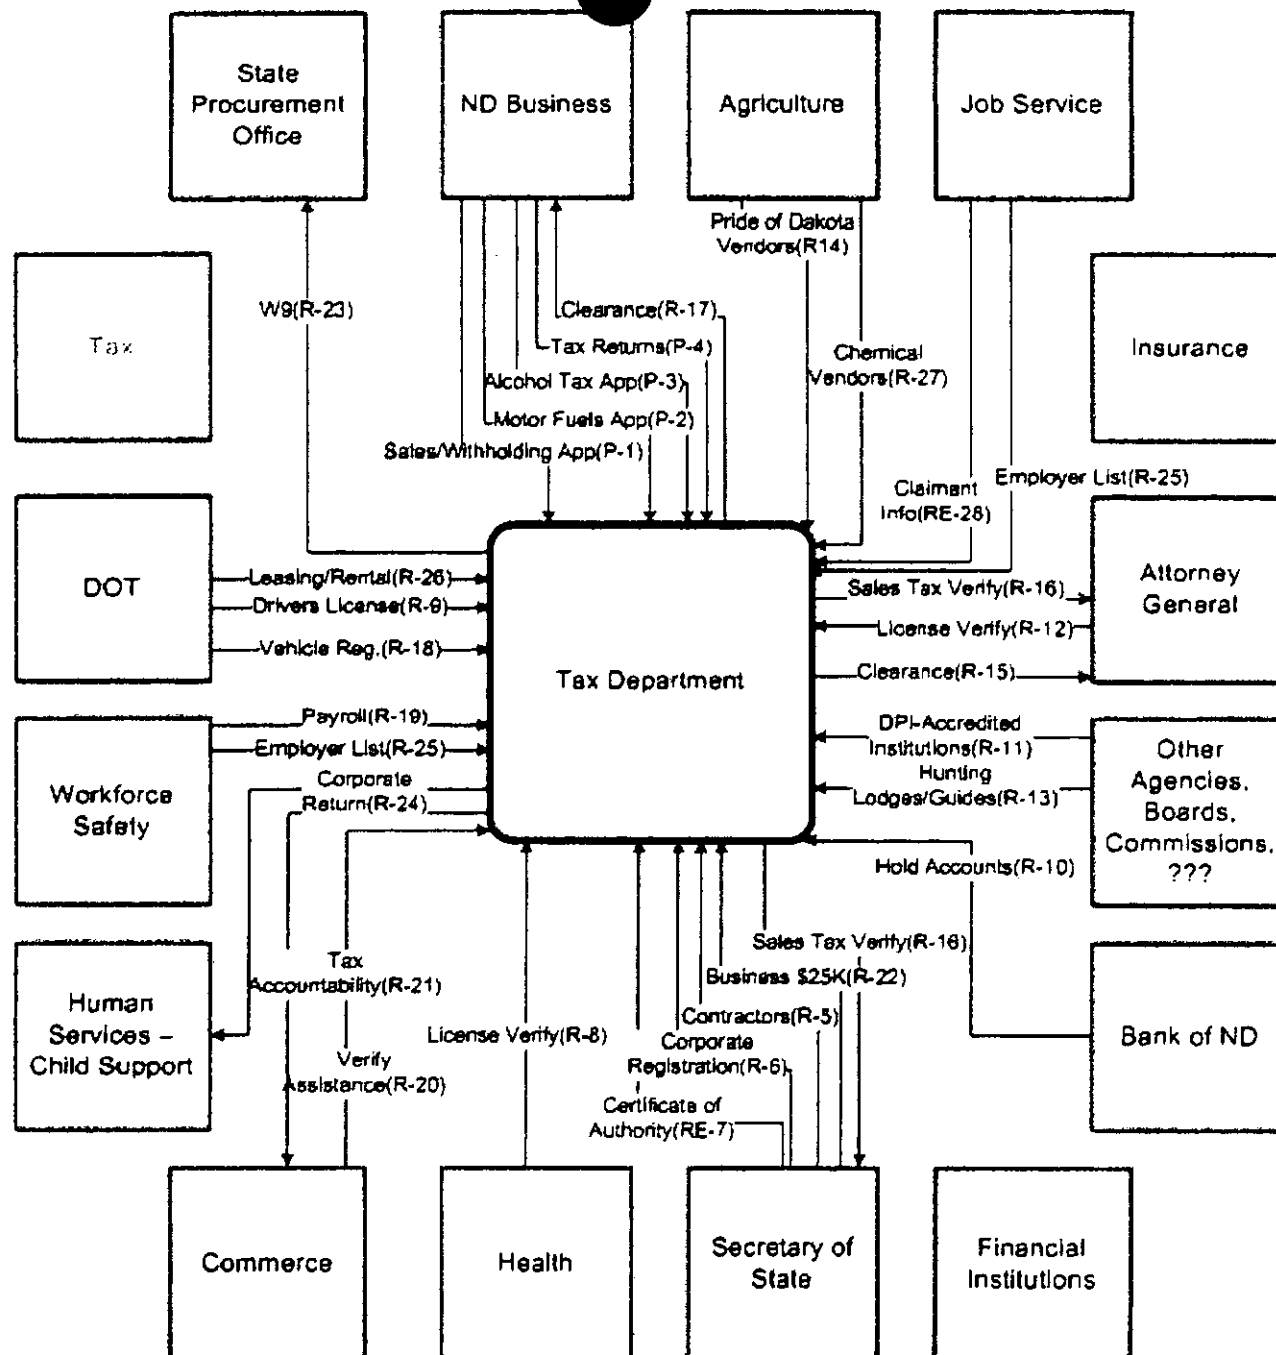 State
Procurement
Office
ND Business
Agriculture
Job Service
Pride of Dakota
Vendors(R14)
Tax
W9(R-23)
Clearance(R-17)
Tax Returns(P-4)
Alcohol Tax App(P-3)
Motor Fuels App(P-2)
Sales/Withholding App(P-1)
Chemical
Vendors(R-27)
Insurance
Claimant
Info(RE-28)
Employer List(R-25)
DOT
Leasing/Rental(R-26)
Drivers License(R-9)
Vehicle Reg.(R-18)
Tax Department
Sales Tax Verify(R-16)
License Verify(R-12)
Clearance(R-15)
Attorney
General
Workforce
Safety
Payroll(R-19)
Employer List(R-25)
Corporate
Return(R-24)
DPI-Accredited
Institutions(R-11)
Hunting
Lodges/Guides(R-13)
Other
Agencies,
Boards,
Commissions,
???
Hold Accounts(R-10)
Human
Services –
Child Support
Tax
Accountability(R-21)
Verify
Assistance(R-20)
License Verify(R-8)
Sales Tax Verify(R-16)
Business $25K(R-22)
Contractors(R-5)
Corporate
Registration(R-6)
Certificate of
Authority(RE-7)
Bank of ND
Commerce
Health
Secretary of
State
Financial
Institutions